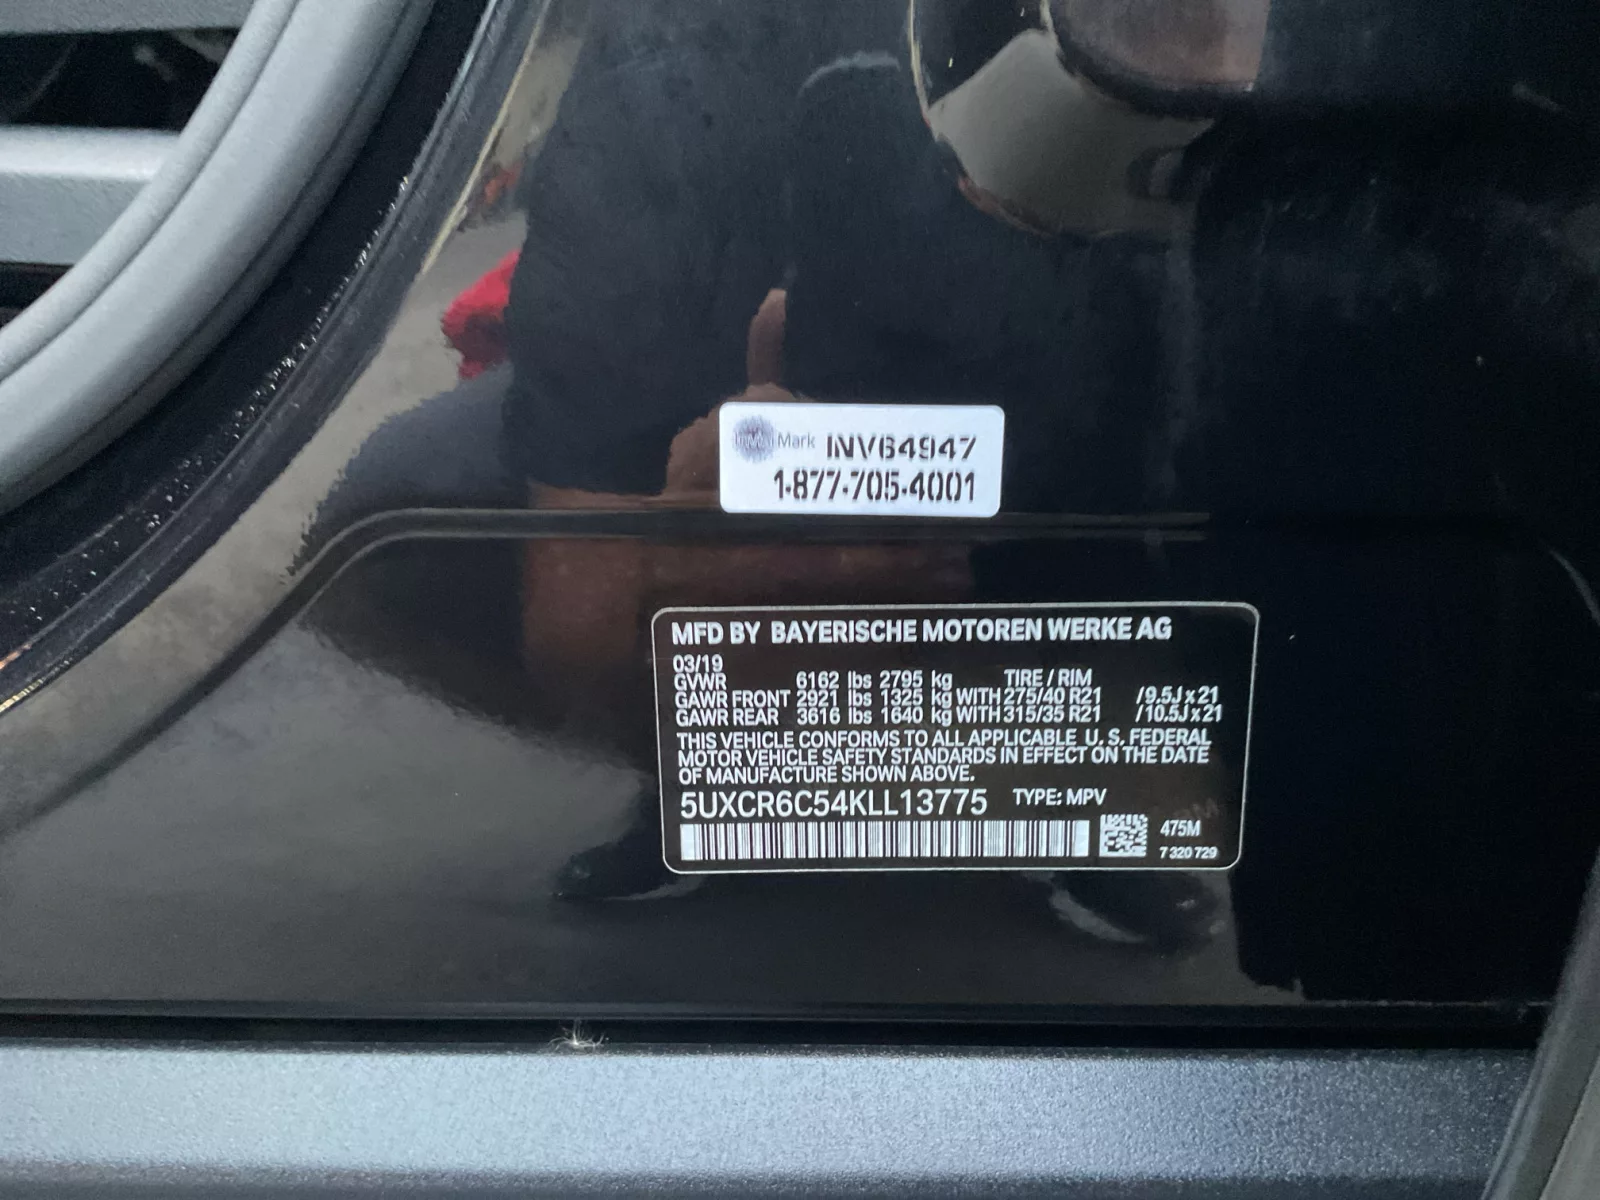 InVisiMark INV64947
1-877-705-4001
MFD BY BAYERISCHE MOTOREN WERKE AG
03/19
GVWR 6162 lbs 2795 kg TIRE / RIM
GAWR FRONT 2921 lbs 1325 kg WITH 275/40 R21 /9.5J x 21
GAWR REAR 3616 lbs 1640 kg WITH 315/35 R21 /10.5J x 21
THIS VEHICLE CONFORMS TO ALL APPLICABLE U. S. FEDERAL
MOTOR VEHICLE SAFETY STANDARDS IN EFFECT ON THE DATE
OF MANUFACTURE SHOWN ABOVE.
5UXCR6C54KLL13775 TYPE: MPV
475M
7 320 729